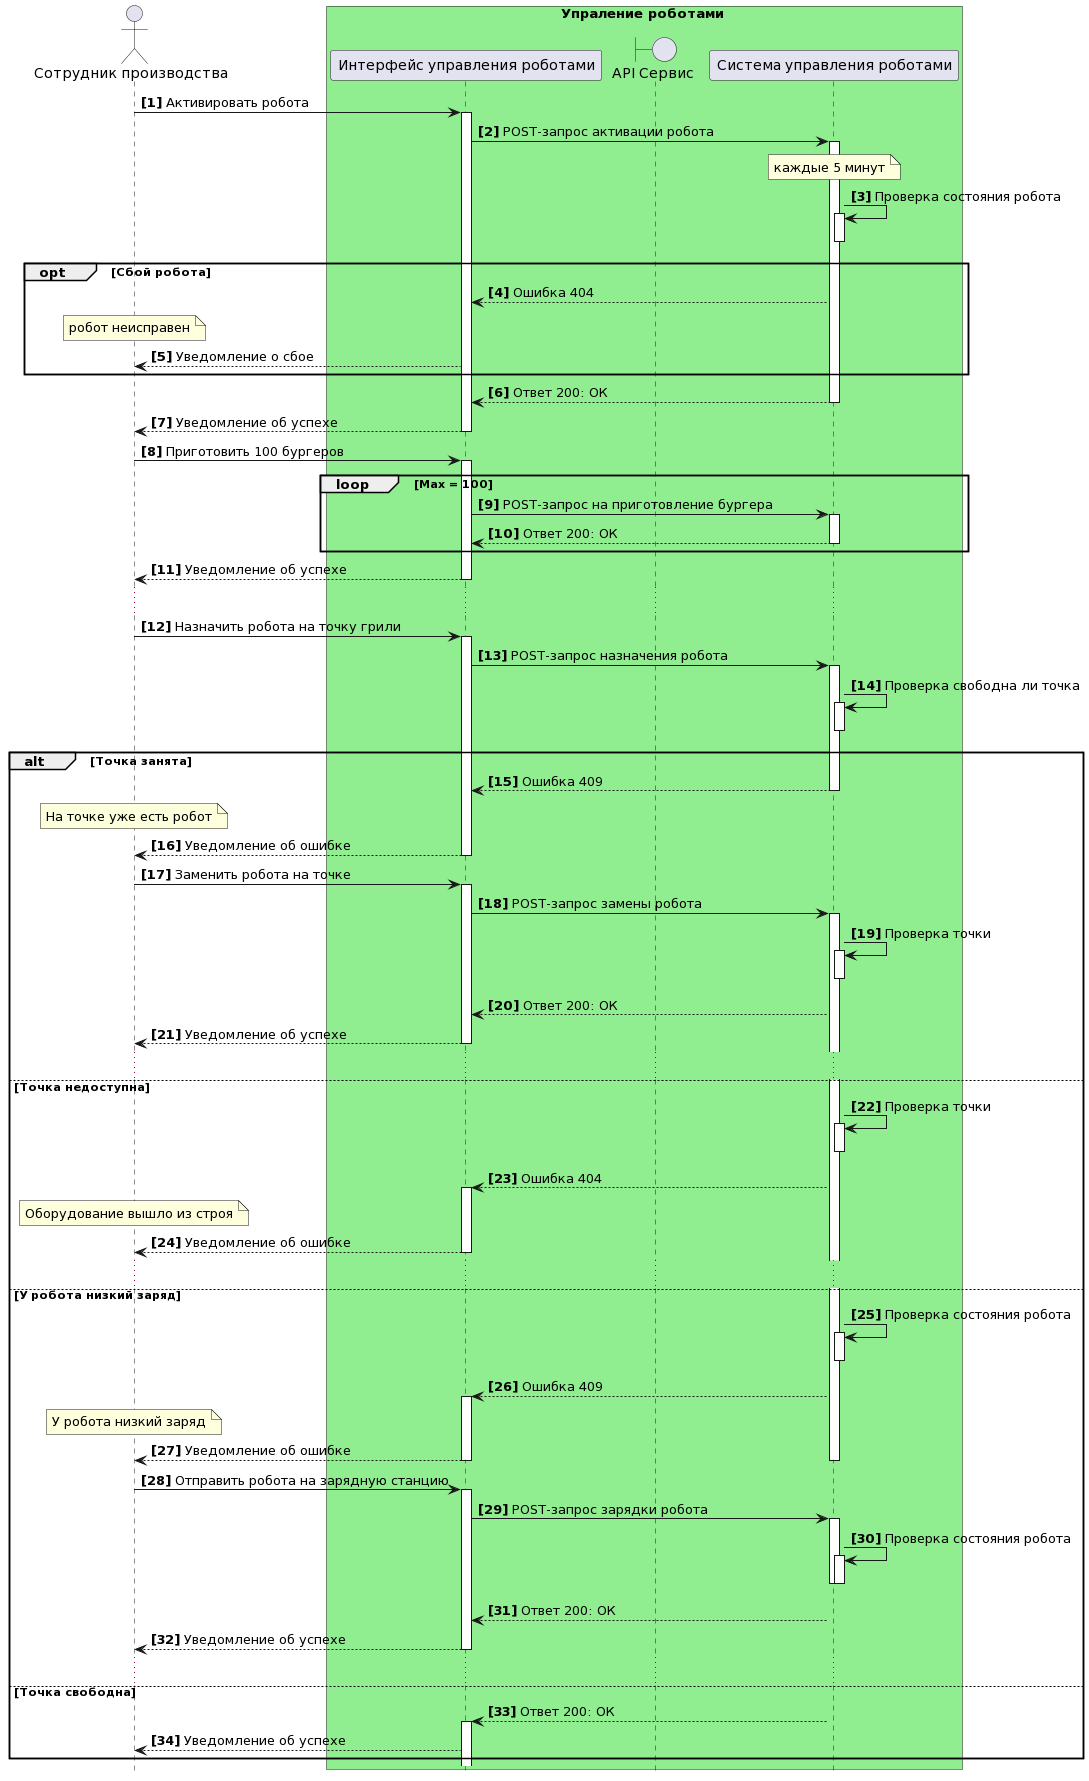 Упраление роботами
Сотрудник производства
Интерфейс управления роботами
API Сервис
Система управления роботами
[1] Активировать робота
[2] POST-запрос активации робота
каждые 5 минут
[3] Проверка состояния робота
opt [Сбой робота]
[4] Ошибка 404
робот неисправен
[5] Уведомление о сбое
[6] Ответ 200: ОК
[7] Уведомление об успехе
[8] Приготовить 100 бургеров
loop [Max = 100]
[9] POST-запрос на приготовление бургера
[10] Ответ 200: ОК
[11] Уведомление об успехе
[12] Назначить робота на точку грили
[13] POST-запрос назначения робота
[14] Проверка свободна ли точка
alt [Точка занята]
[15] Ошибка 409
На точке уже есть робот
[16] Уведомление об ошибке
[17] Заменить робота на точке
[18] POST-запрос замены робота
[19] Проверка точки
[20] Ответ 200: ОК
[21] Уведомление об успехе
[Точка недоступна]
[22] Проверка точки
[23] Ошибка 404
Оборудование вышло из строя
[24] Уведомление об ошибке
[У робота низкий заряд]
[25] Проверка состояния робота
[26] Ошибка 409
У робота низкий заряд
[27] Уведомление об ошибке
[28] Отправить робота на зарядную станцию
[29] POST-запрос зарядки робота
[30] Проверка состояния робота
[31] Ответ 200: ОК
[32] Уведомление об успехе
[Точка свободна]
[33] Ответ 200: ОК
[34] Уведомление об успехе